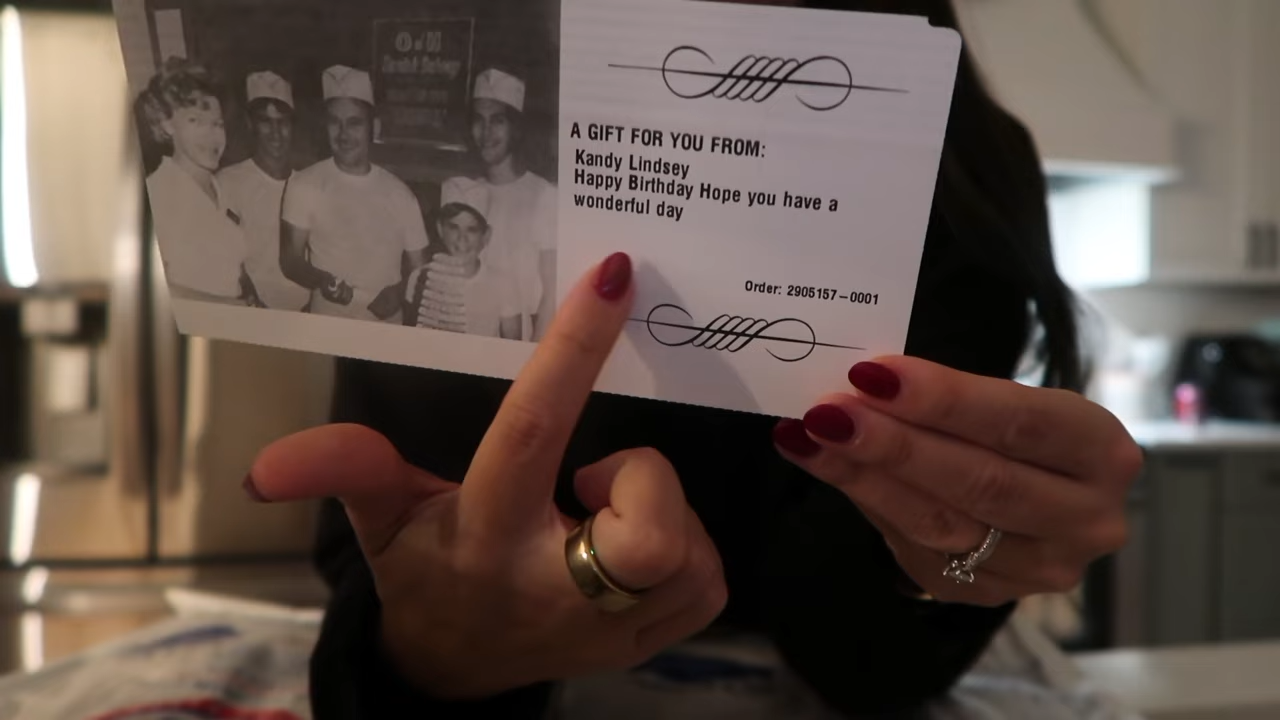 A GIFT FOR YOU FROM:
Kandy Lindsey
Happy Birthday Hope you have a
wonderful day
Order: 2905157-0001